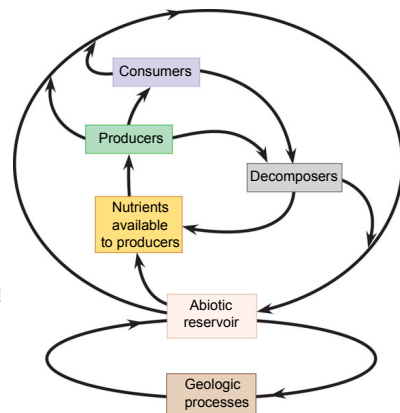 Consumers
Producers
Decomposers
Nutrients
available
to producers
Abiotic
reservoir
Geologic
processes